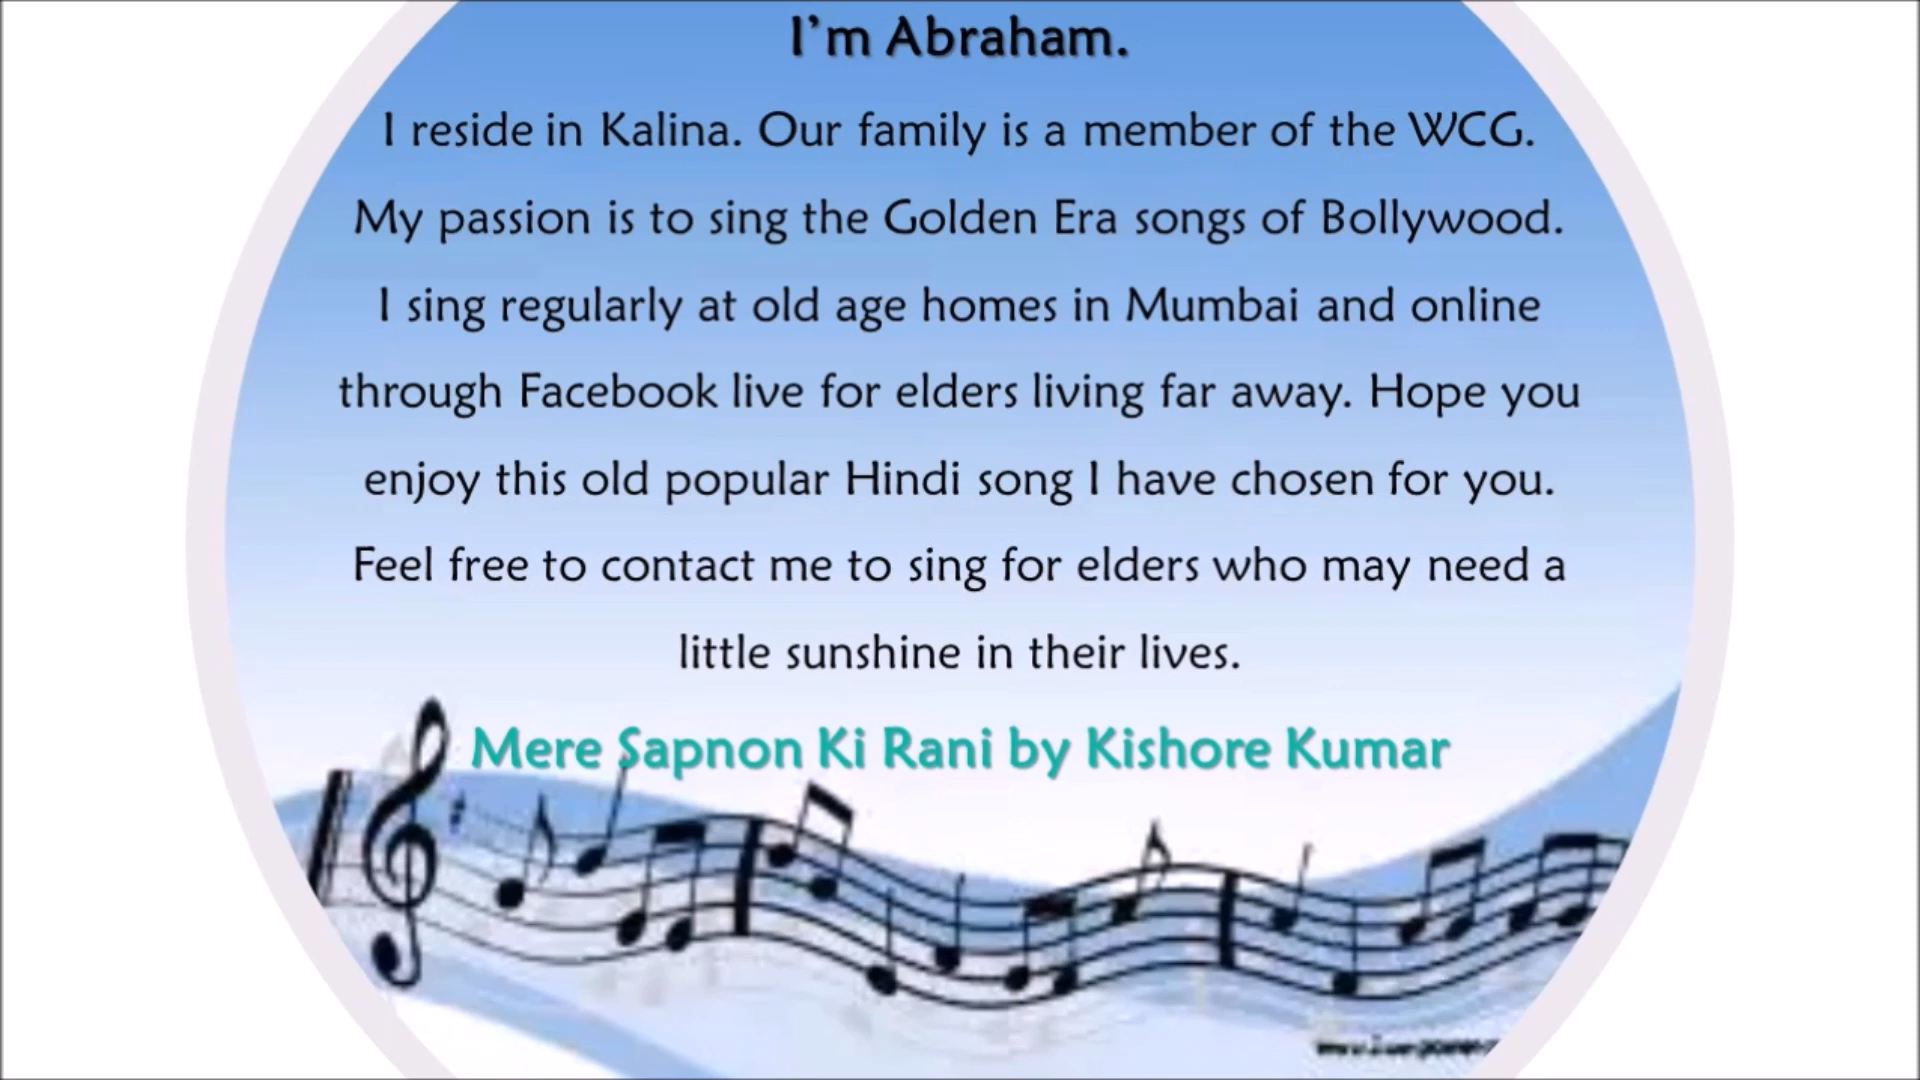 I'm Abraham.
I reside in Kalina. Our family is a member of the WCG.
My passion is to sing the Golden Era songs of Bollywood.
I sing regularly at old age homes in Mumbai and online
through Facebook live for elders living far away. Hope you
enjoy this old popular Hindi song I have chosen for you.
Feel free to contact me to sing for elders who may need a
little sunshine in their lives.
Mere Sapnon Ki Rani by Kishore Kumar